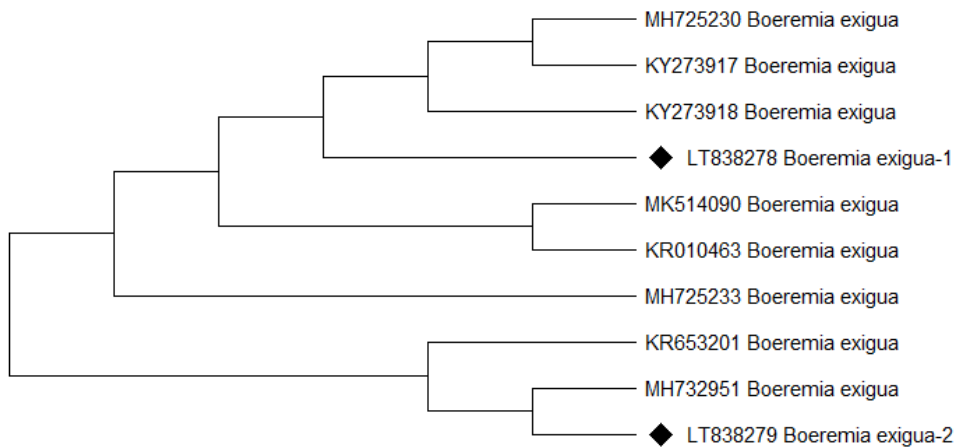 MH725230 Boeremia exigua
KY273917 Boeremia exigua
KY273918 Boeremia exigua
LT838278 Boeremia exigua-1
MK514090 Boeremia exigua
KR010463 Boeremia exigua
MH725233 Boeremia exigua
KR653201 Boeremia exigua
MH732951 Boeremia exigua
LT838279 Boeremia exigua-2